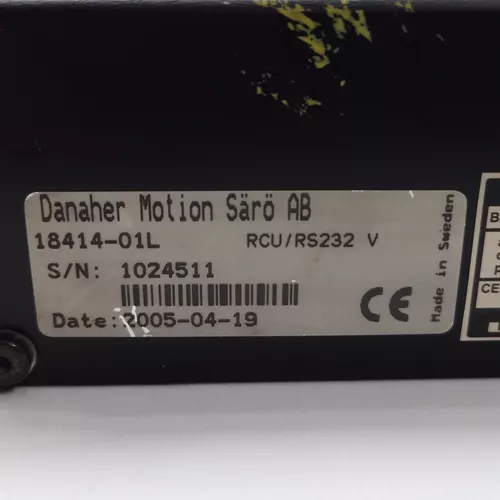 Danaher Motion Särö AB
18414-01L RCU/RS232 V
S/N: 1024511
Date: 2005-04-19
CE
Made in Sweden